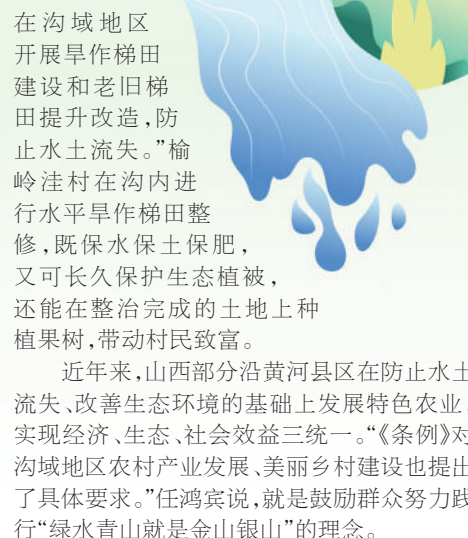 在沟域地区
开展旱作梯田
建设和老旧梯
田提升改造,防
止水土流失。”榆
岭洼村在沟内进
行水平旱作梯田整
修,既保水保土保肥,
又可长久保护生态植被,
还能在整治完成的土地上种
植果树,带动村民致富。
近年来,山西部分沿黄河县区在防止水土
流失、改善生态环境的基础上发展特色农业,
实现经济、生态、社会效益三统一。“《条例》对
沟域地区农村产业发展、美丽乡村建设也提出
了具体要求。”任鸿宾说,就是鼓励群众努力践
行“绿水青山就是金山银山”的理念。